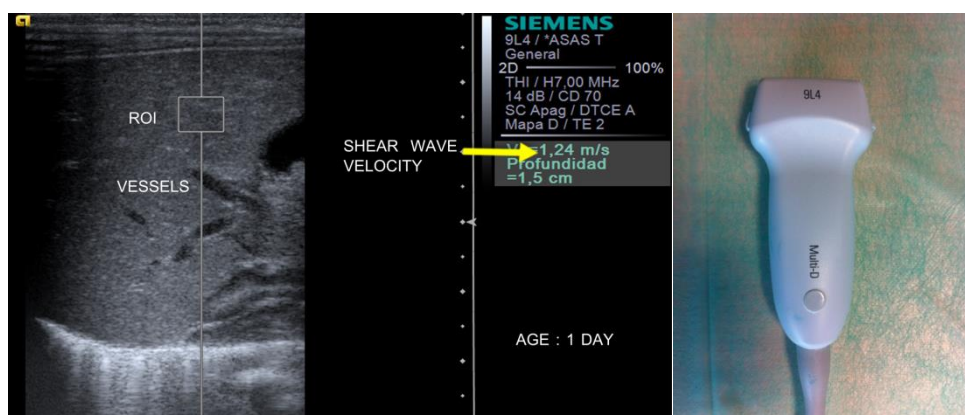 ROI
VESSELS
SHEAR WAVE
VELOCITY
SIEMENS
9L4 / *ASAS T
General
2D 100%
THI / H7,00 MHz
14 dB / CD 70
SC Apag / DTCE A
Mapa D / TE 2
=1,24 m/s
Profundidad
=1,5 cm
AGE : 1 DAY
9L4
Multi-D